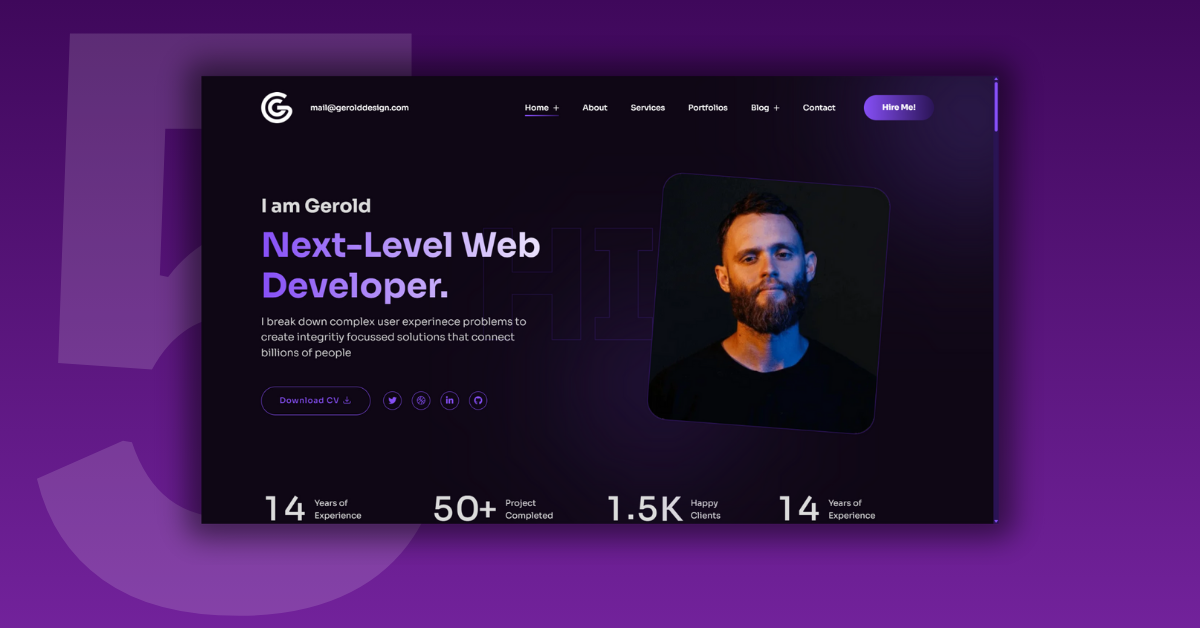 5
G
mail@gerolddesign.com
Home + About Services Portfolios Blog + Contact Hire Me!
I am Gerold
Next-Level Web
Developer.
HI
I break down complex user experinece problems to
create integritiy focussed solutions that connect
billions of people
Download CV
in
14 Years of
Experience
50+ Project
Completed
1.5K Happy
Clients
14 Years of
Experience